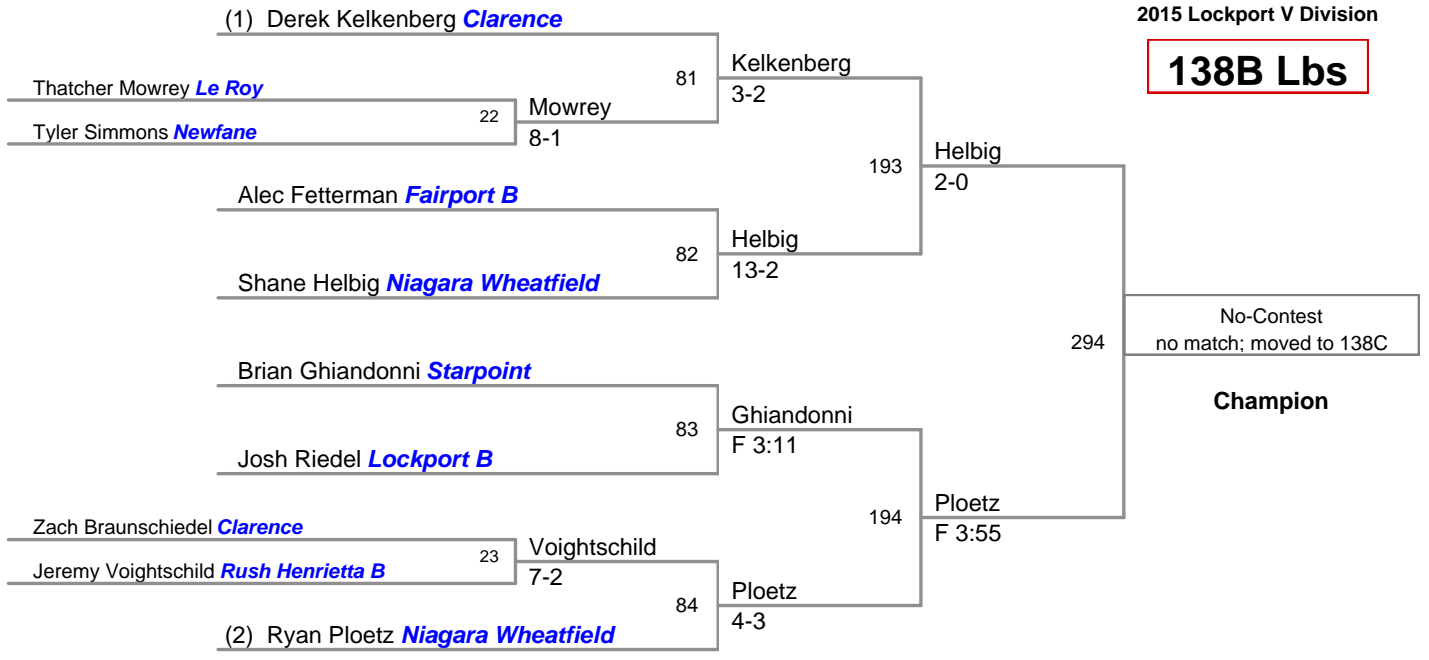 2015 Lockport V Division
138B Lbs
(1) Derek Kelkenberg Clarence
Thatcher Mowrey Le Roy
Tyler Simmons Newfane
22
Mowrey
8-1
81
Kelkenberg
3-2
Alec Fetterman Fairport B
Shane Helbig Niagara Wheatfield
82
Helbig
13-2
193
Helbig
2-0
Brian Ghiandonni Starpoint
Josh Riedel Lockport B
83
Ghiandonni
F 3:11
Zach Braunschiedel Clarence
Jeremy Voightschild Rush Henrietta B
23
Voightschild
7-2
(2) Ryan Ploetz Niagara Wheatfield
84
Ploetz
4-3
194
Ploetz
F 3:55
294
No-Contest
no match; moved to 138C
Champion